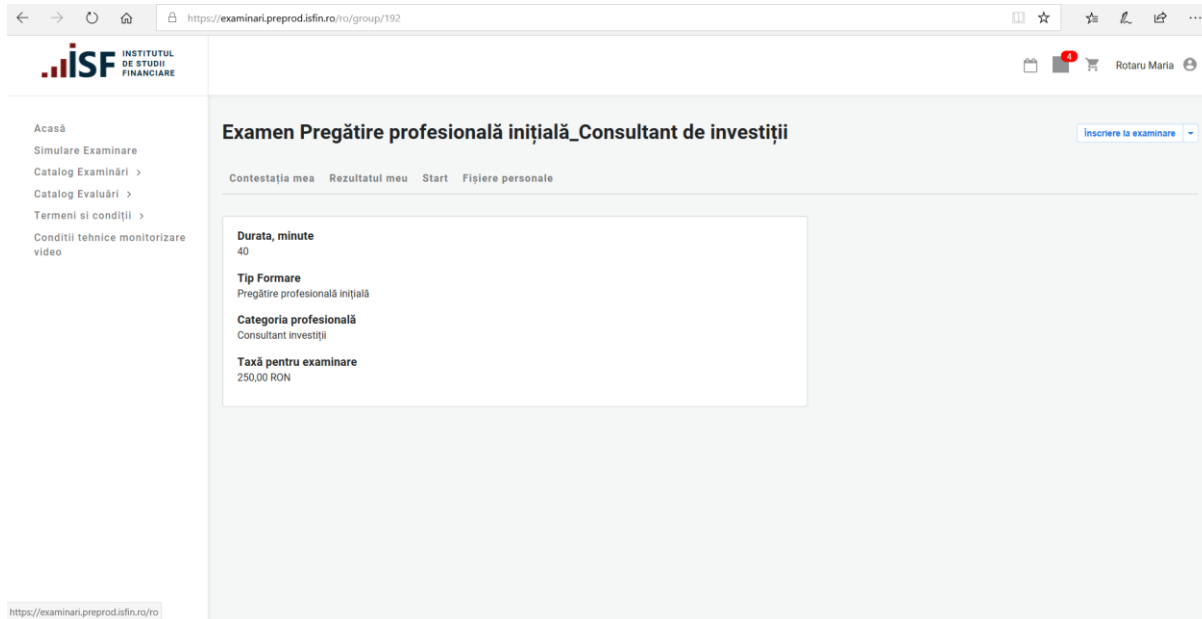 https://examinari.preprod.isfin.ro/ro/group/192
ISF INSTITUTUL
DE STUDII
FINANCIARE
4
Rotaru Maria
Acasă
Simulare Examinare
Catalog Examinări >
Catalog Evaluări >
Termeni si condiții >
Conditii tehnice monitorizare
video
Examen Pregătire profesională inițială_Consultant de investiții
Înscriere la examinare
Contestația mea Rezultatul meu Start Fișiere personale
Durata, minute
40
Tip Formare
Pregătire profesională inițială
Categoria profesională
Consultant investiții
Taxă pentru examinare
250,00 RON
https://examinari.preprod.isfin.ro/ro